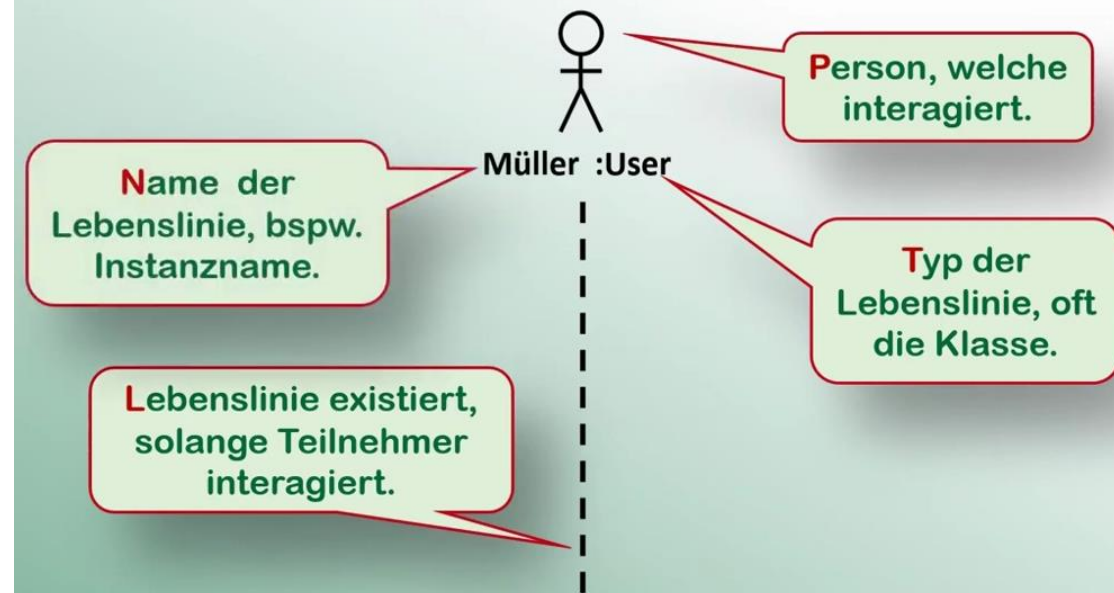 Person, welche
interagiert.
Müller :User
Name der
Lebenslinie, bspw.
Instanzname.
Typ der
Lebenslinie, oft
die Klasse.
Lebenslinie existiert,
solange Teilnehmer
interagiert.